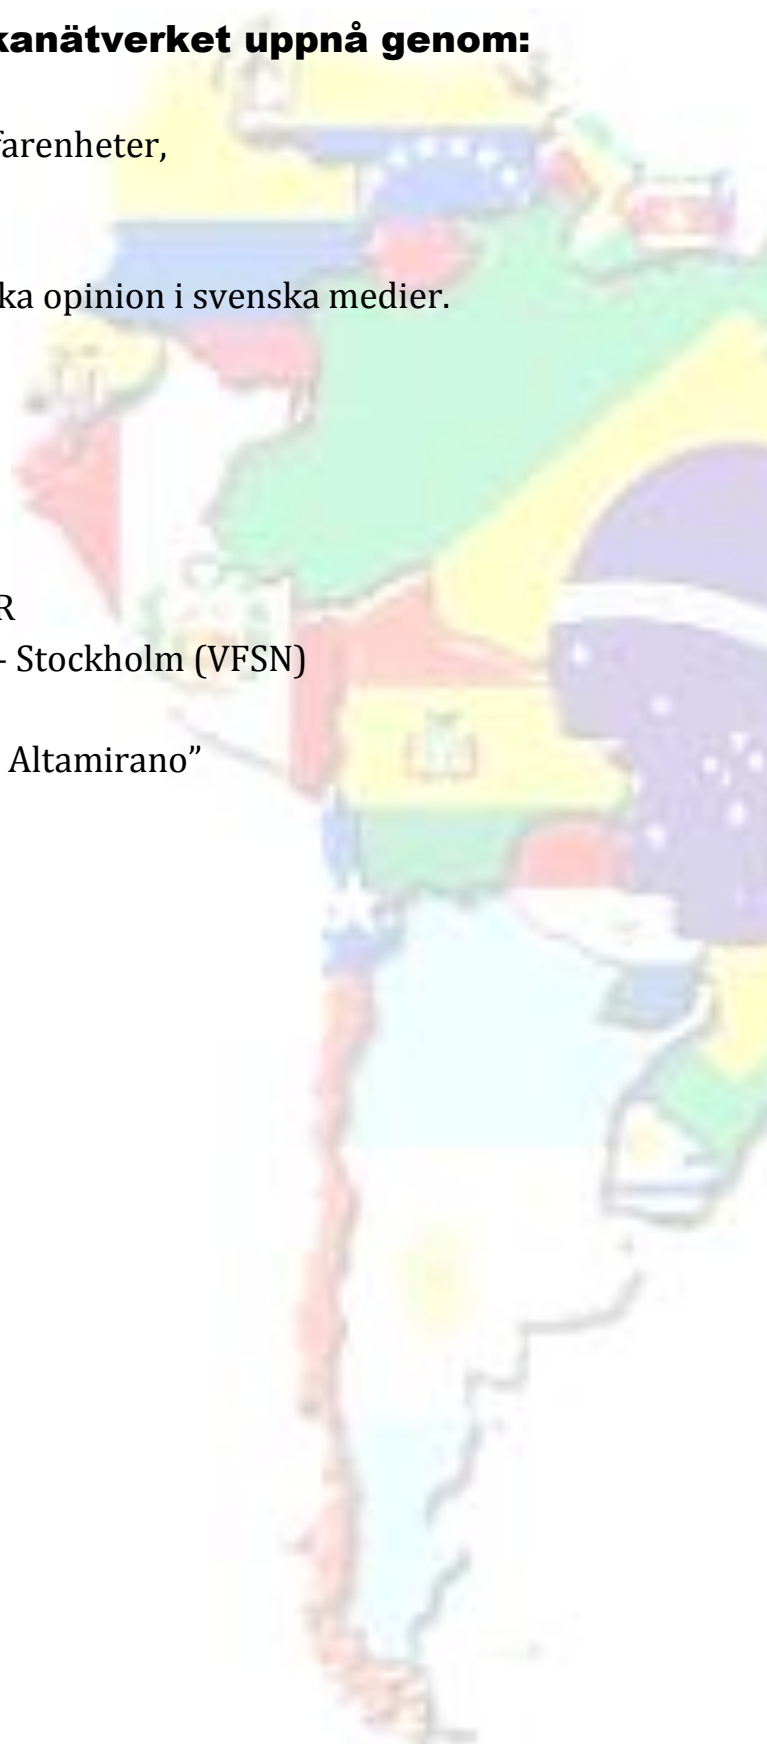 kanätverket uppnå genom:
farenheter,
ka opinion i svenska medier.
R
- Stockholm (VFSN)
Altamirano”